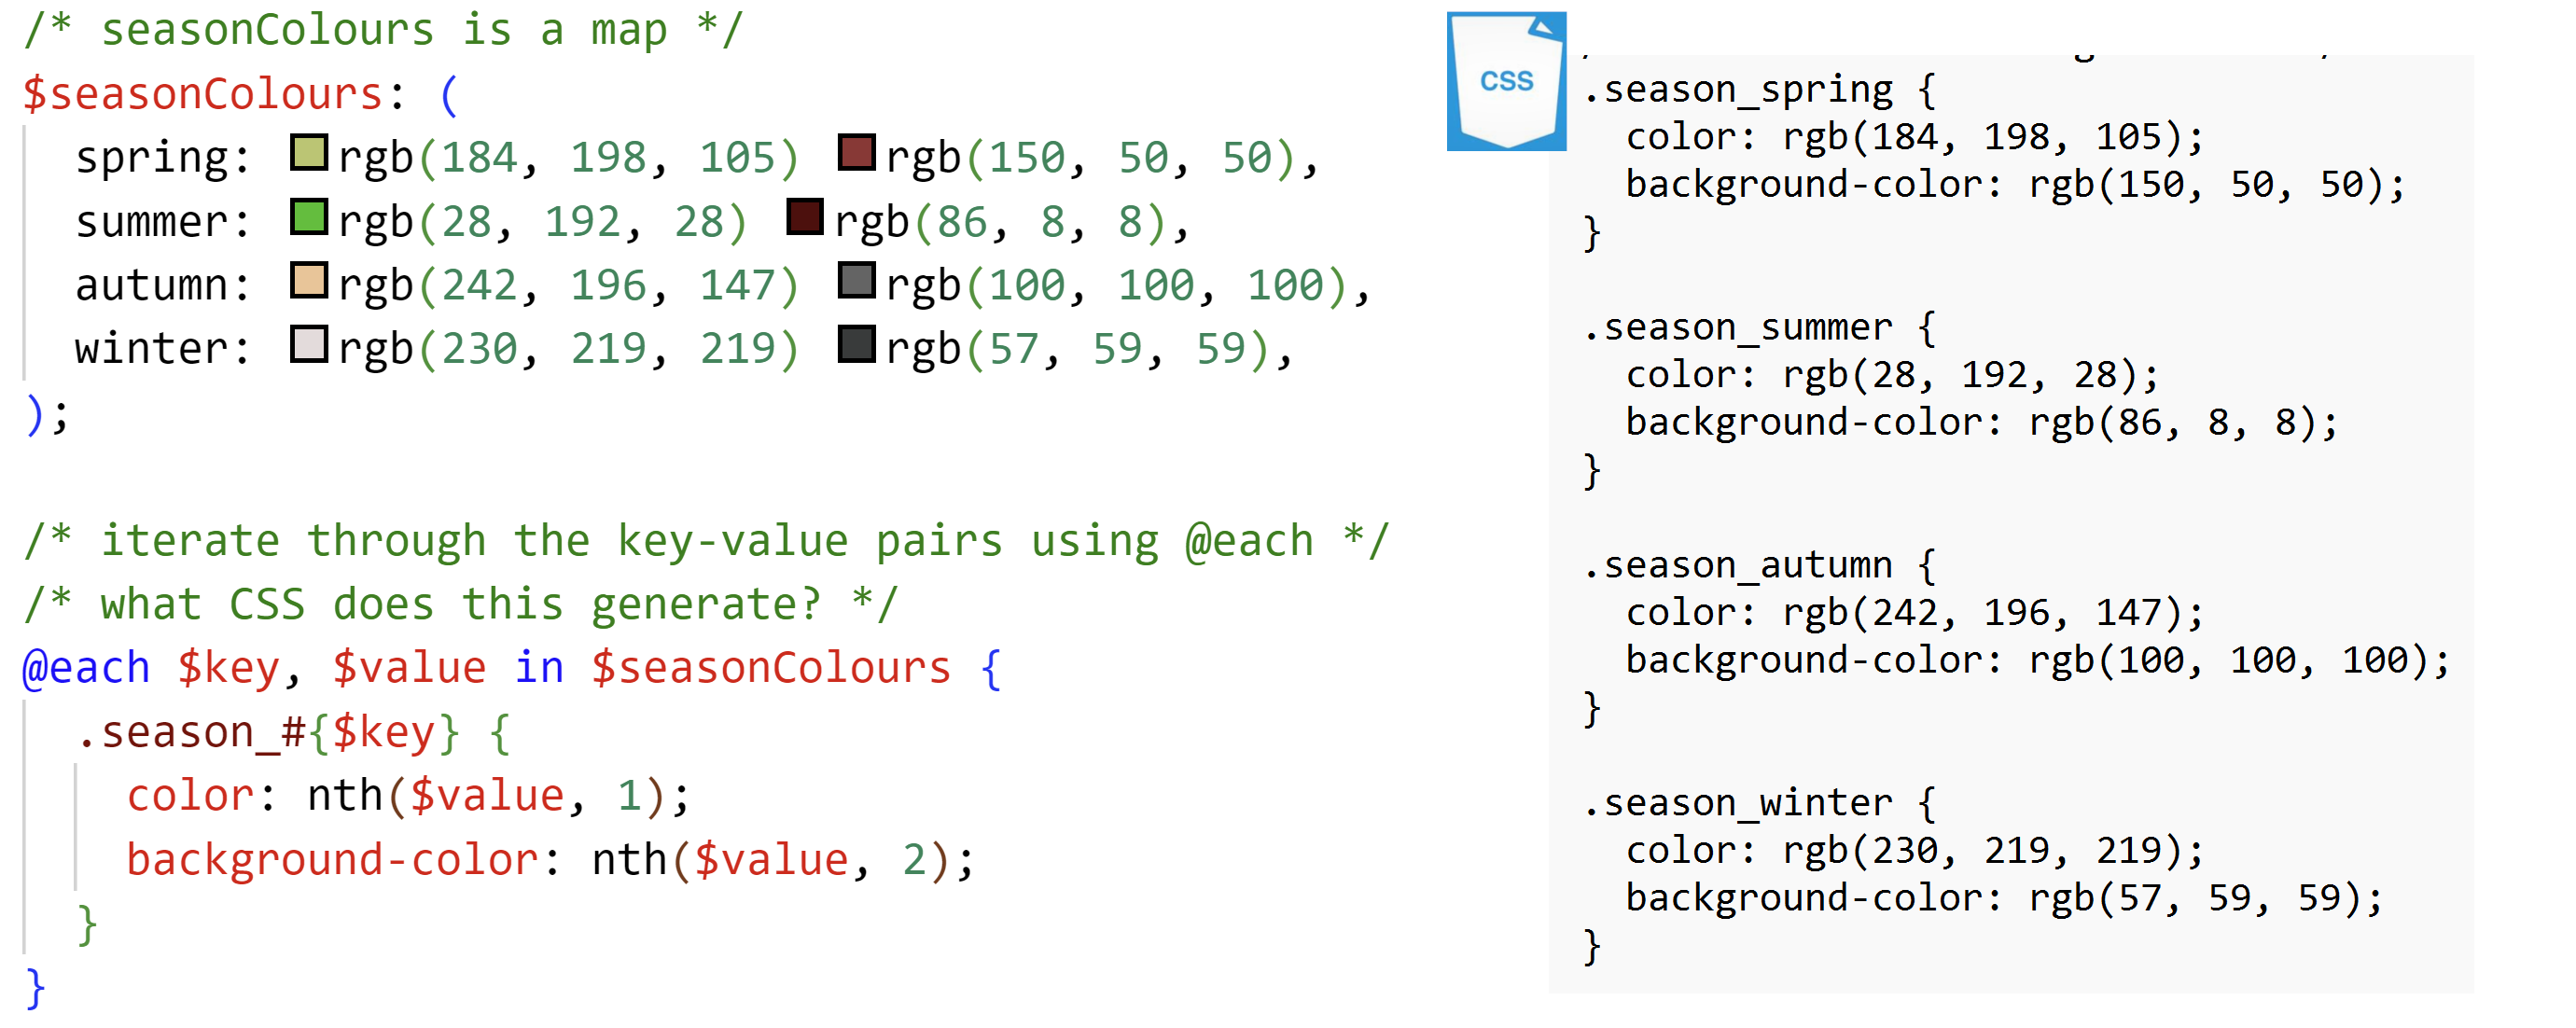 /* seasonColours is a map */
$seasonColours: (
  spring: rgb(184, 198, 105) rgb(150, 50, 50),
  summer: rgb(28, 192, 28) rgb(86, 8, 8),
  autumn: rgb(242, 196, 147) rgb(100, 100, 100),
  winter: rgb(230, 219, 219) rgb(57, 59, 59),
);

/* iterate through the key-value pairs using @each */
/* what CSS does this generate? */
@each $key, $value in $seasonColours {
  .season_#{$key} {
    color: nth($value, 1);
    background-color: nth($value, 2);
  }
}
CSS
.season_spring {
  color: rgb(184, 198, 105);
  background-color: rgb(150, 50, 50);
}

.season_summer {
  color: rgb(28, 192, 28);
  background-color: rgb(86, 8, 8);
}

.season_autumn {
  color: rgb(242, 196, 147);
  background-color: rgb(100, 100, 100);
}

.season_winter {
  color: rgb(230, 219, 219);
  background-color: rgb(57, 59, 59);
}